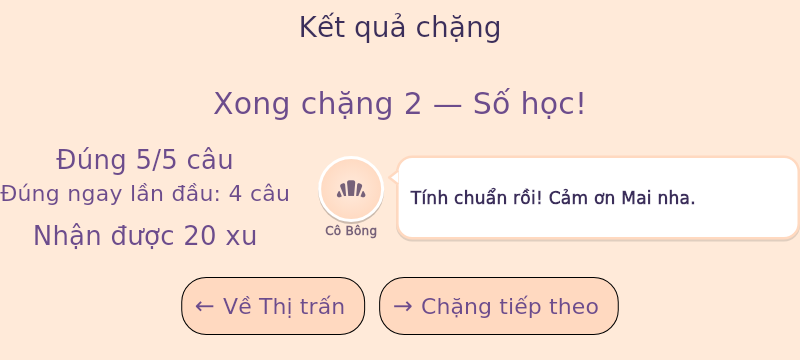 Kết quả chặng
Xong chặng 2 — Số học!
Đúng 5/5 câu
Đúng ngay lần đầu: 4 câu
Nhận được 20 xu
Cô Bông
Tính chuẩn rồi! Cảm ơn Mai nha.
← Về Thị trấn
→ Chặng tiếp theo